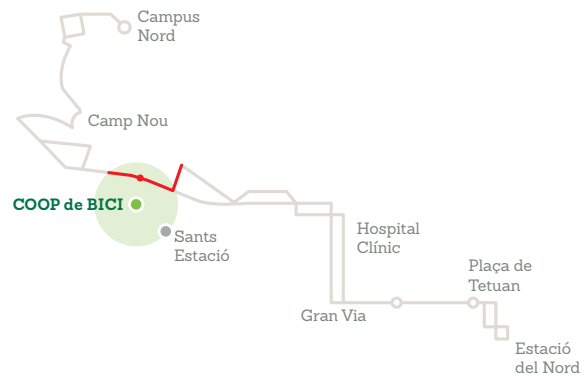 Campus
Nord
Camp Nou
COOP de BICI
Sants
Estació
Hospital
Clínic
Plaça de
Tetuan
Gran Via
Estació
del Nord